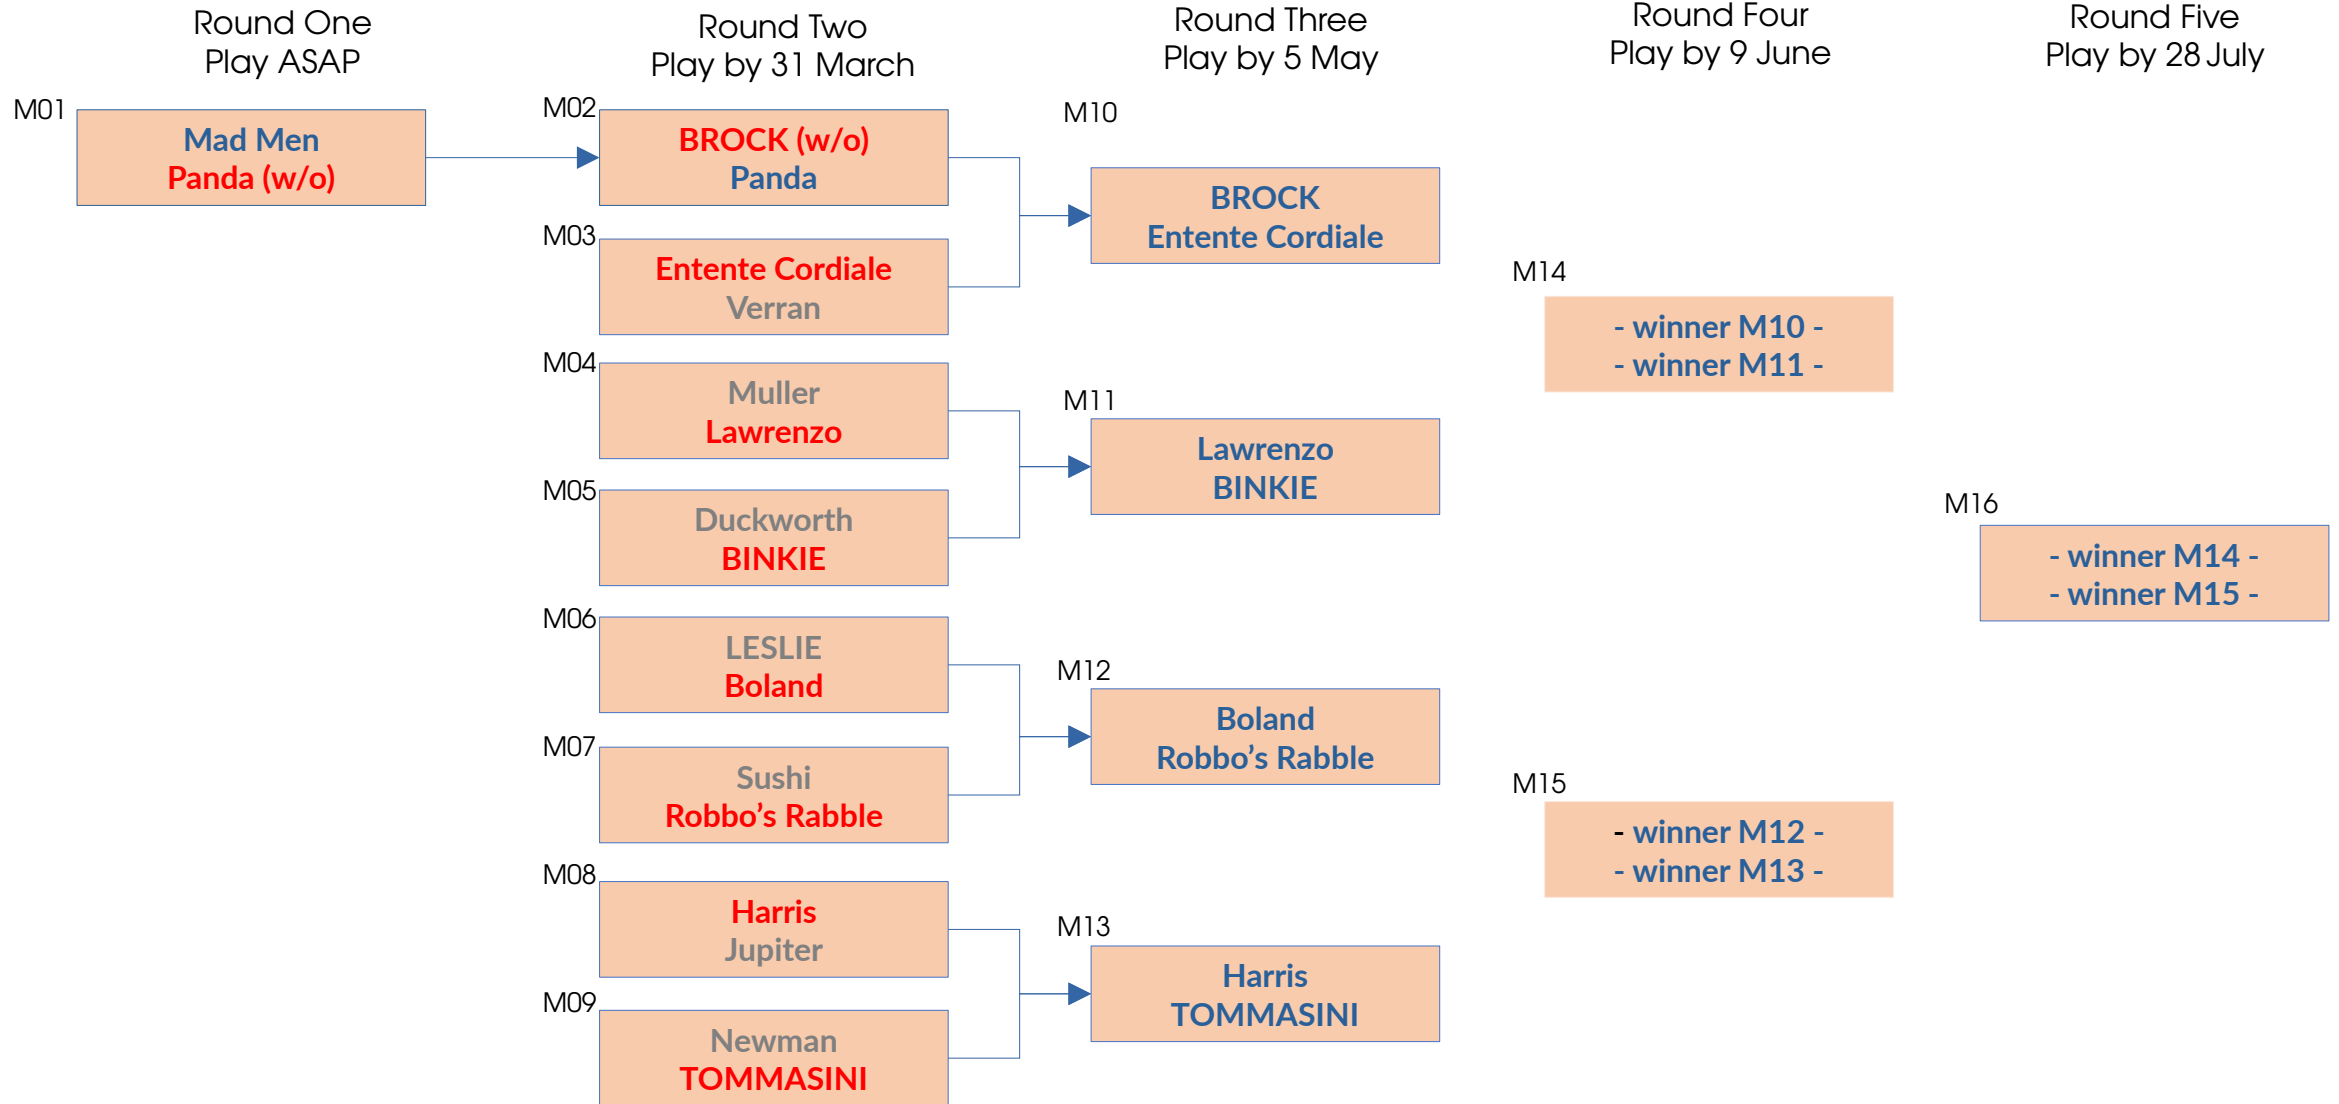 Round One
Play ASAP
Round Two
Play by 31 March
Round Three
Play by 5 May
Round Four
Play by 9 June
Round Five
Play by 28 July
M01
Mad Men
Panda (w/o)
M02
BROCK (w/o)
Panda
M03
Entente Cordiale
Verran
M04
Muller
Lawrenzo
M05
Duckworth
BINKIE
M06
LESLIE
Boland
M07
Sushi
Robbo’s Rabble
M08
Harris
Jupiter
M09
Newman
TOMMASINI
M10
BROCK
Entente Cordiale
M11
Lawrenzo
BINKIE
M12
Boland
Robbo’s Rabble
M13
Harris
TOMMASINI
M14
- winner M10 -
- winner M11 -
M15
- winner M12 -
- winner M13 -
M16
- winner M14 -
- winner M15 -